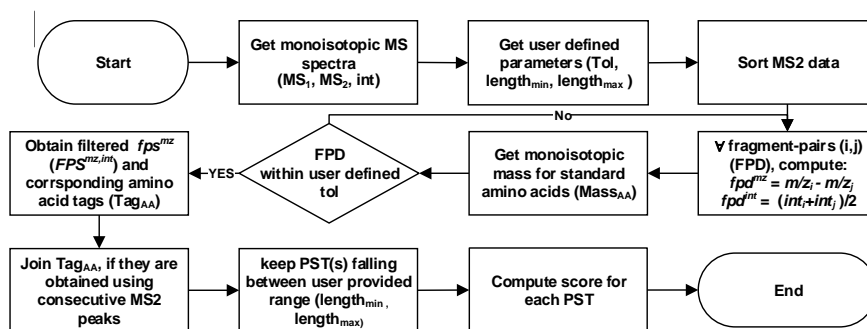 Start
Get monoisotopic MS
spectra
(MS₁, MS₂, int)
Get user defined
parameters (Tol,
lengthₘᵢₙ, lengthₘₐₓ )
Sort MS2 data
No
∀ fragment-pairs (i,j)
(FPD), compute:
fpdᵐᶻ = m/zᵢ - m/zⱼ
fpdⁱⁿᵗ = (intᵢ+intⱼ )/2
Get monoisotopic
mass for standard
amino acids (Mass_AA)
FPD
within user defined
tol
YES
Obtain filtered fpsᵐᶻ
(FPSᵐᶻ,ⁱⁿᵗ) and
corrsponding amino
acid tags (Tag_AA)
Join Tag_AA, if they are
obtained using
consecutive MS2
peaks
keep PST(s) falling
between user provided
range (lengthₘᵢₙ ,
lengthₘₐₓ)
Compute score for
each PST
End